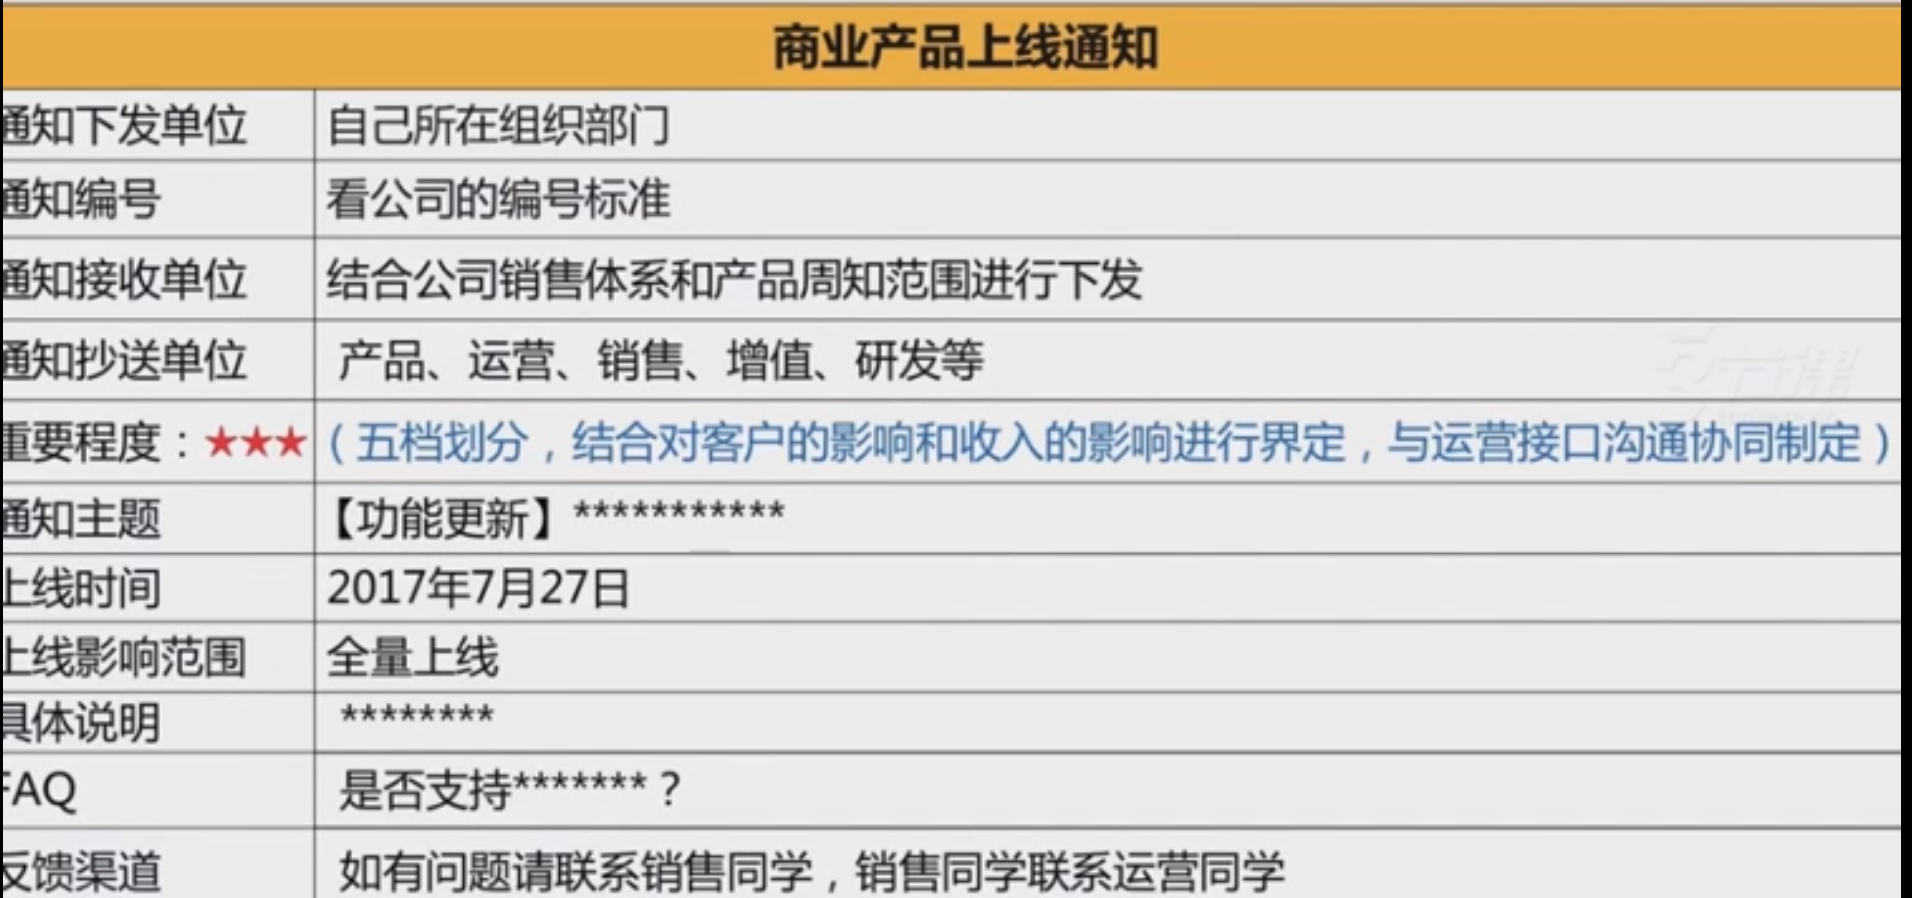 商业产品上线通知
通知下发单位 自己所在组织部门
通知编号 看公司的编号标准
通知接收单位 结合公司销售体系和产品周知范围进行下发
通知抄送单位 产品、运营、销售、增值、研发等
重要程度：★★★ （五档划分，结合对客户的影响和收入的影响进行界定，与运营接口沟通协同制定）
通知主题 【功能更新】***********
上线时间 2017年7月27日
上线影响范围 全量上线
具体说明 ********
FAQ 是否支持*******？
反馈渠道 如有问题请联系销售同学，销售同学联系运营同学